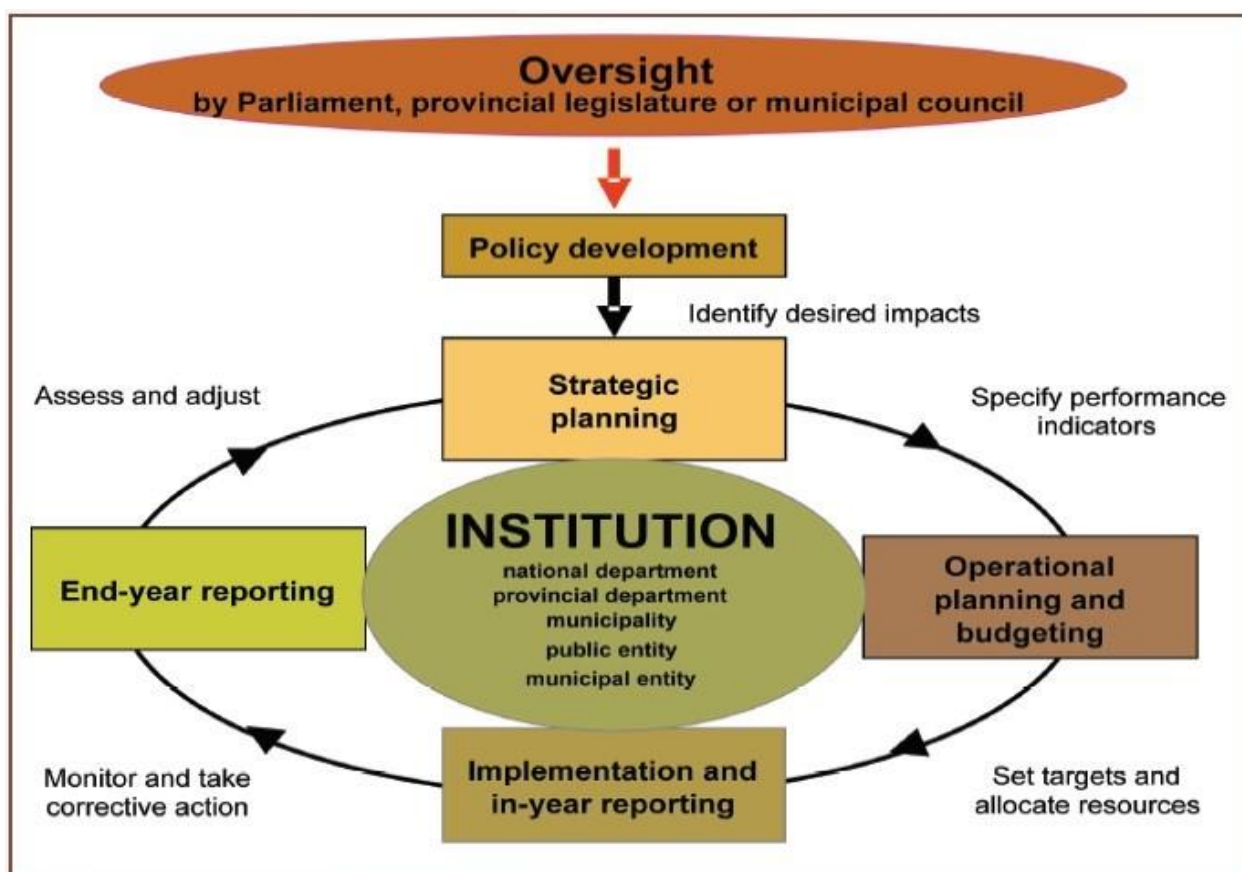 Oversight
by Parliament, provincial legislature or municipal council
Policy development
Identify desired impacts
Strategic
planning
Assess and adjust
Specify performance
indicators
INSTITUTION
national department
provincial department
municipality
public entity
municipal entity
End-year reporting
Operational
planning and
budgeting
Implementation and
in-year reporting
Monitor and take
corrective action
Set targets and
allocate resources